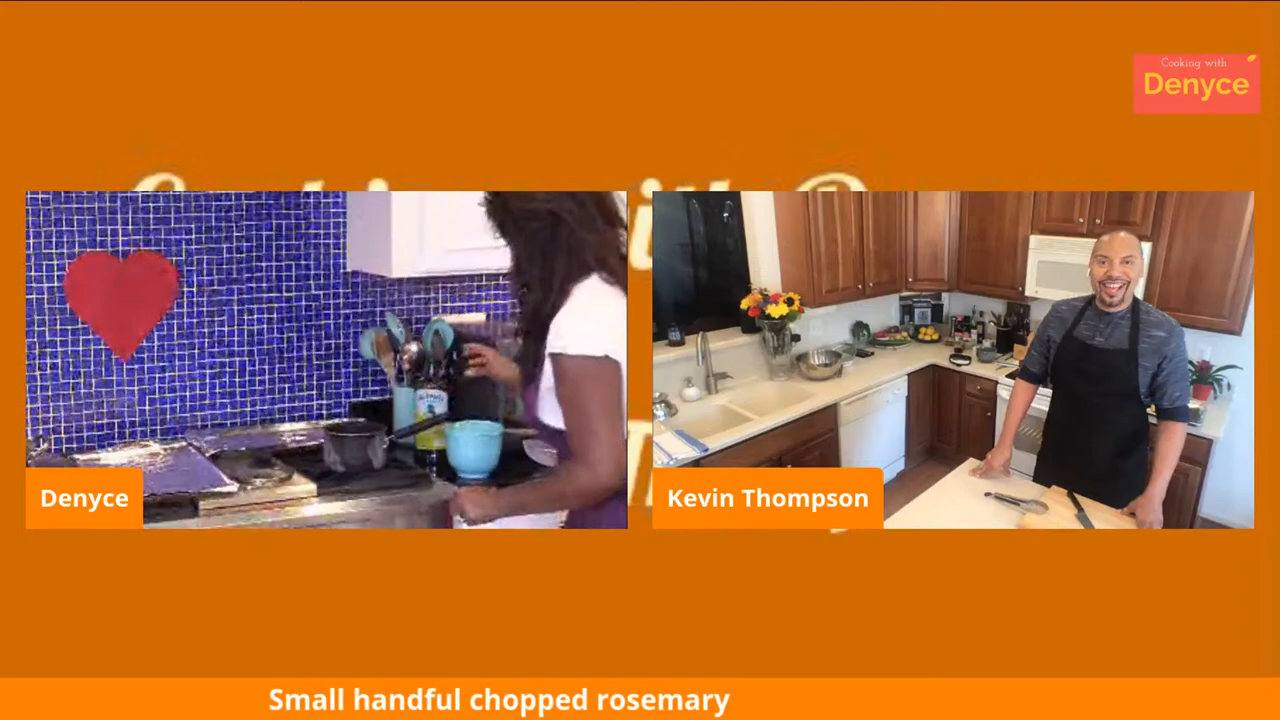 Cooking with
Denyce
Denyce
Kevin Thompson
Small handful chopped rosemary